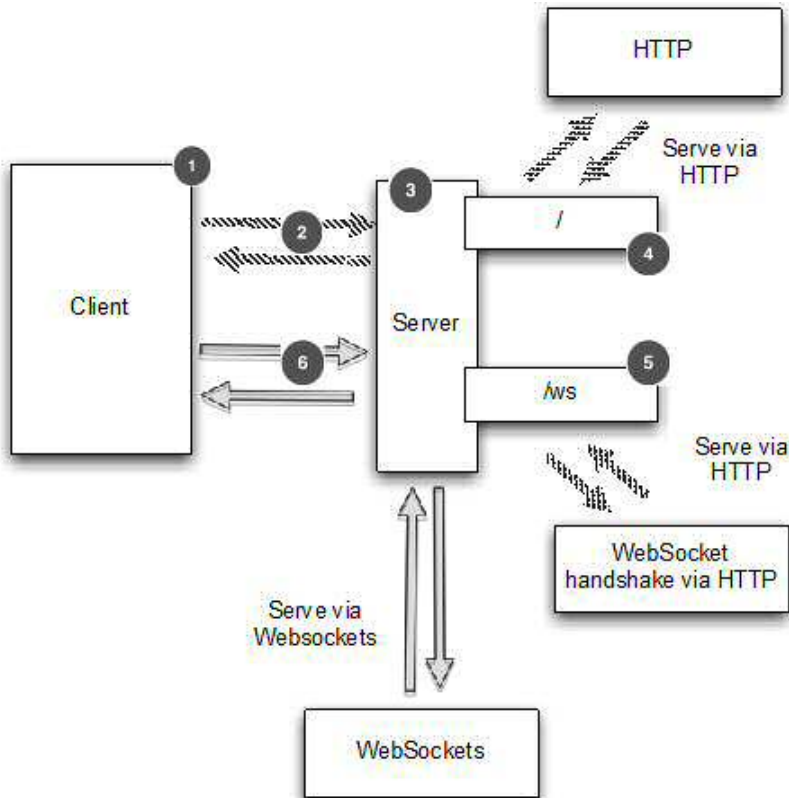 HTTP
Serve via
HTTP
1
3
2
/
4
Client
Server
6
5
/ws
Serve via
HTTP
WebSocket
handshake via HTTP
Serve via
Websockets
WebSockets